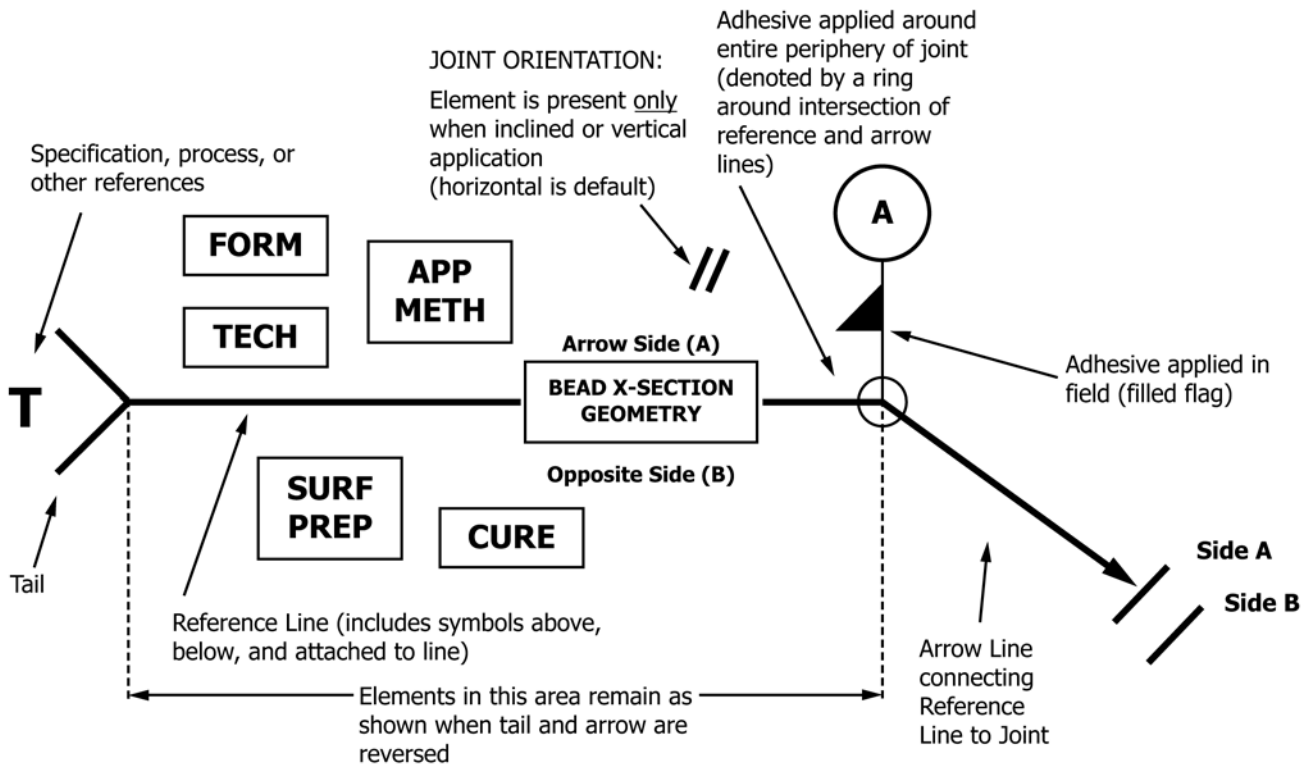 Adhesive applied around
entire periphery of joint
(denoted by a ring
around intersection of
reference and arrow
lines)
JOINT ORIENTATION:
Element is present only
when inclined or vertical
application
(horizontal is default)
Specification, process, or
other references
A
FORM
APP
METH
TECH
Arrow Side (A)
Adhesive applied in
field (filled flag)
T
BEAD X-SECTION
GEOMETRY
Opposite Side (B)
SURF
PREP
CURE
Side A
Side B
Tail
Reference Line (includes symbols above,
below, and attached to line)
Arrow Line
connecting
Reference
Line to Joint
Elements in this area remain as
shown when tail and arrow are
reversed